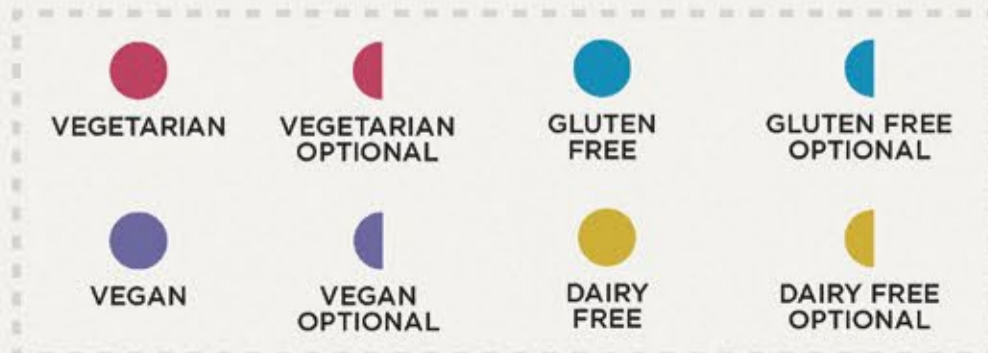 VEGETARIAN
VEGETARIAN
OPTIONAL
GLUTEN
FREE
GLUTEN FREE
OPTIONAL
VEGAN
VEGAN
OPTIONAL
DAIRY
FREE
DAIRY FREE
OPTIONAL